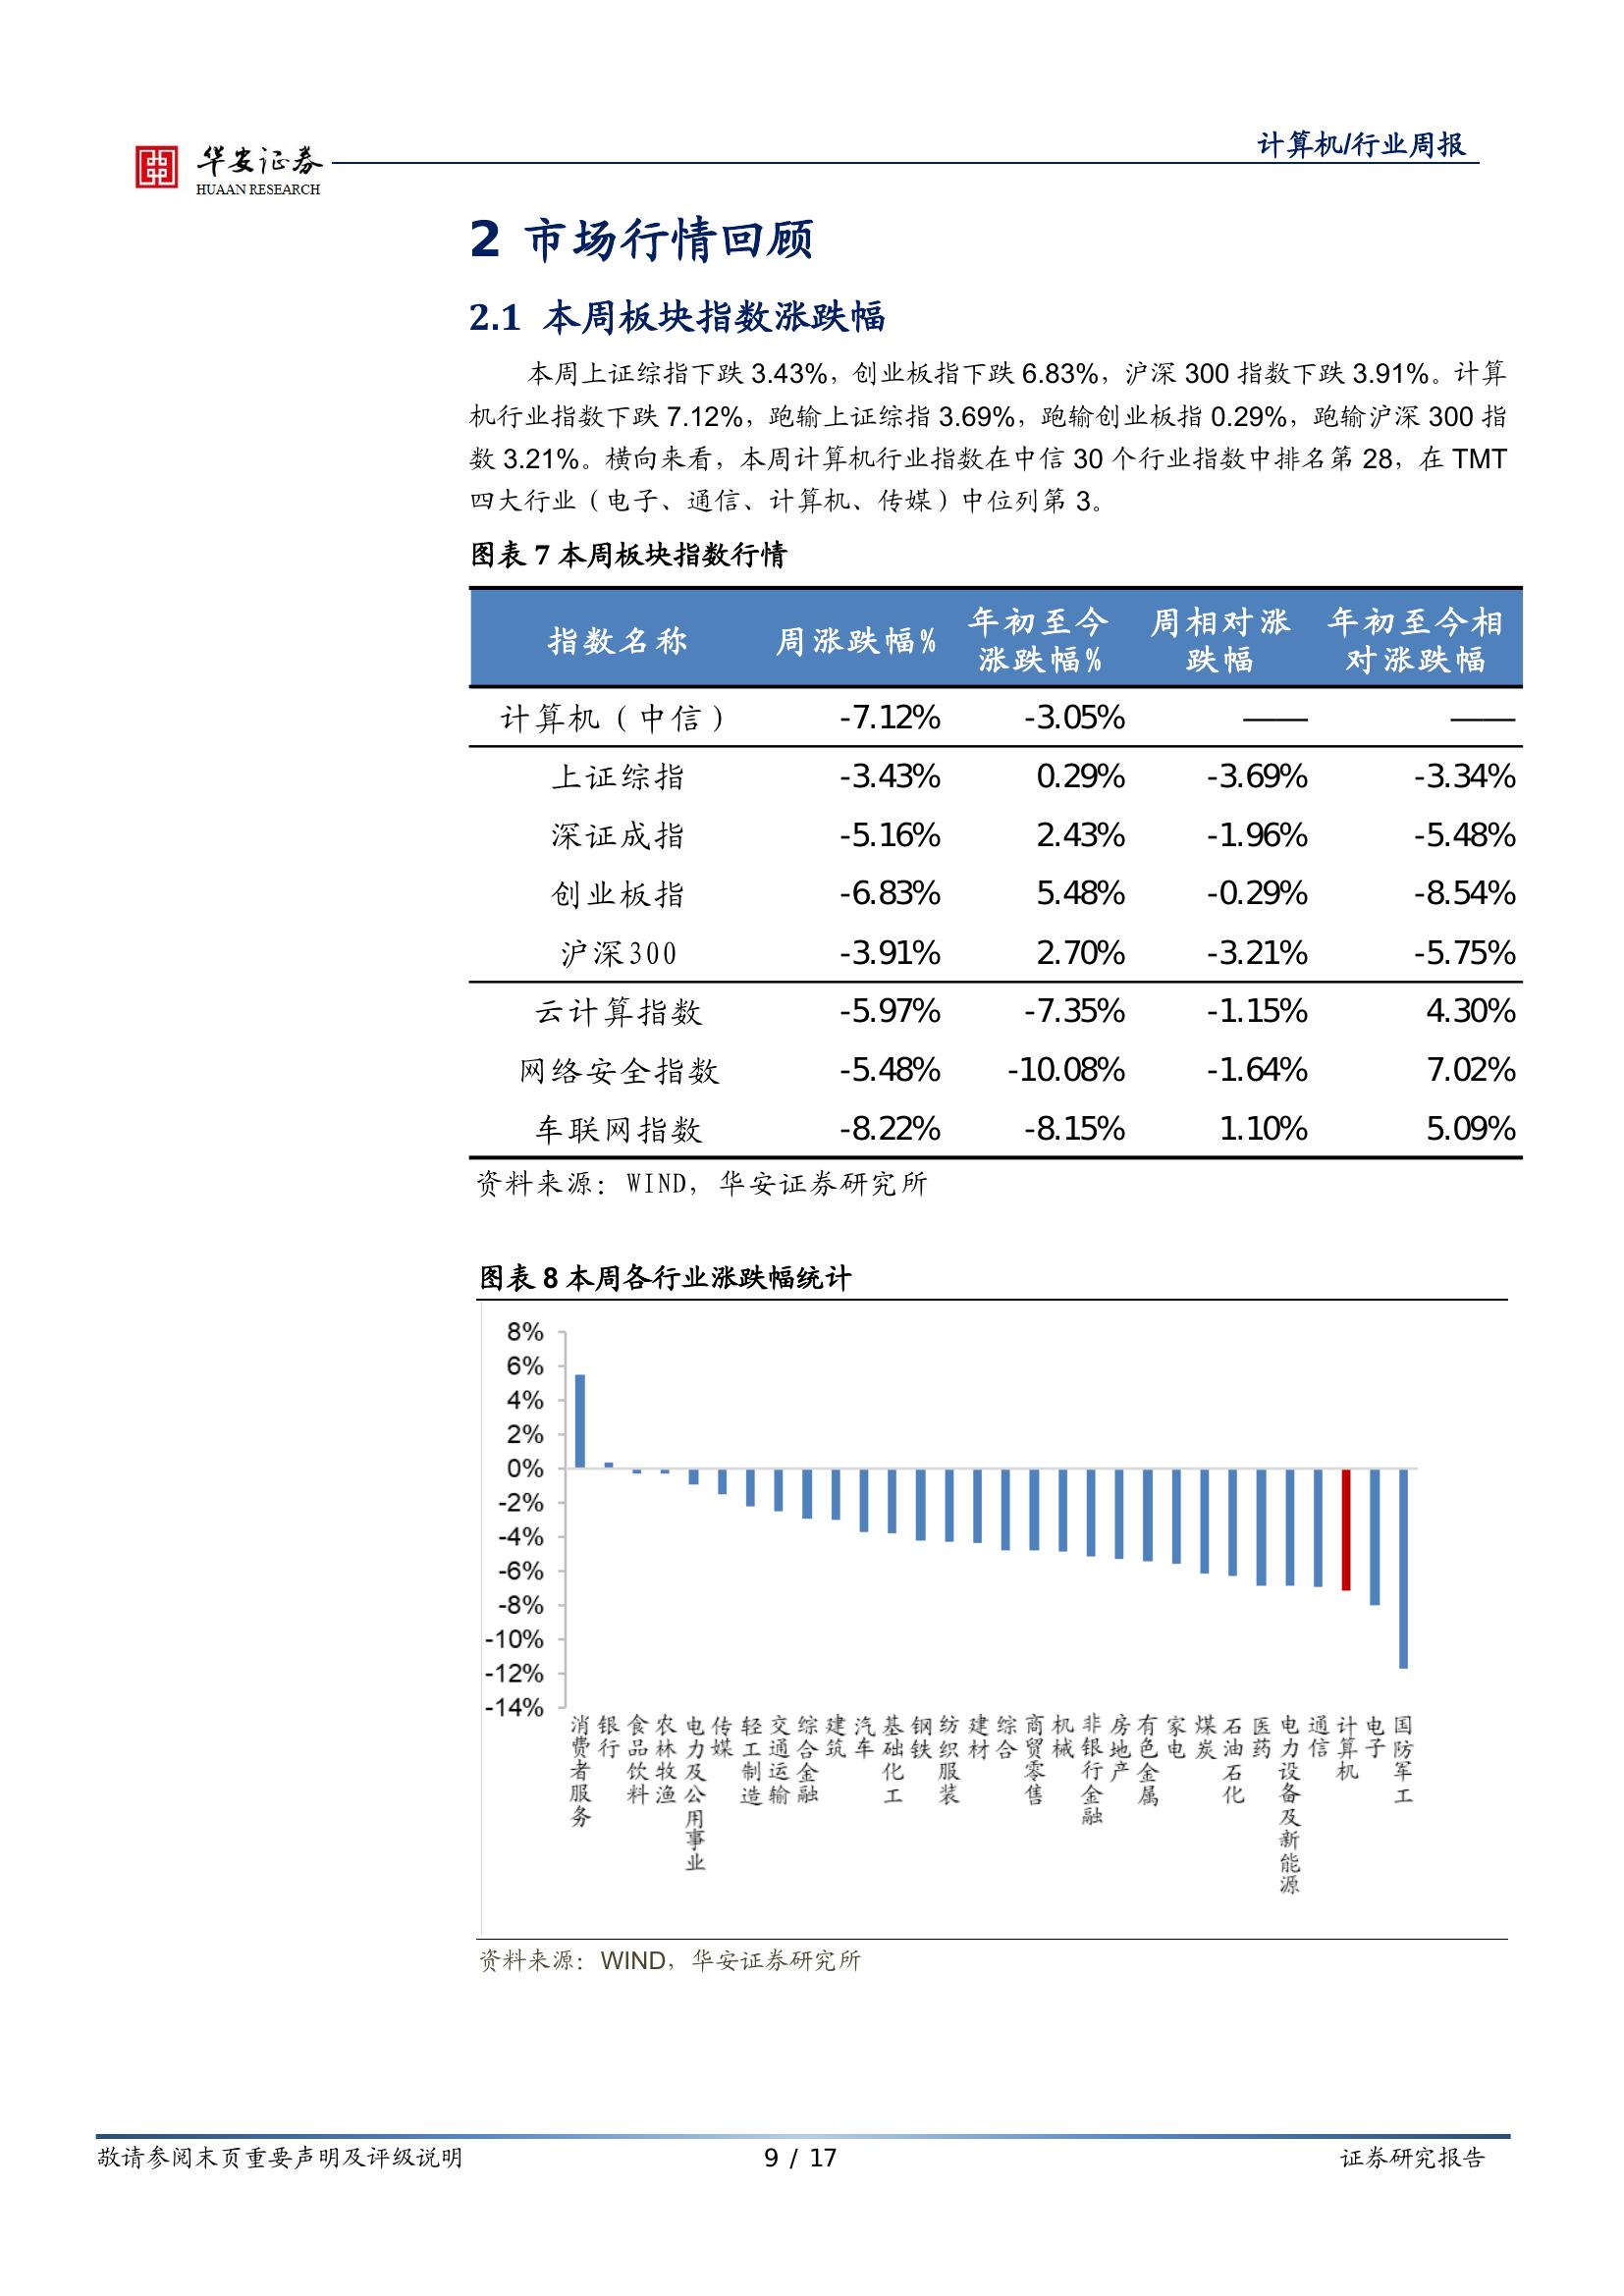 计算机/行业周报
华安证券
HUAAN RESEARCH
2 市场行情回顾
2.1 本周板块指数涨跌幅
本周上证综指下跌 3.43%，创业板指下跌 6.83%，沪深 300 指数下跌 3.91%。计算
机行业指数下跌 7.12%，跑输上证综指 3.69%，跑输创业板指 0.29%，跑输沪深 300 指
数 3.21%。横向来看，本周计算机行业指数在中信 30 个行业指数中排名第 28，在 TMT
四大行业（电子、通信、计算机、传媒）中位列第 3。
图表 7 本周板块指数行情
指数名称 周涨跌幅% 年初至今涨跌幅% 周相对涨跌幅 年初至今相对涨跌幅
计算机（中信） -7.12% -3.05% —— ——
上证综指 -3.43% 0.29% -3.69% -3.34%
深证成指 -5.16% 2.43% -1.96% -5.48%
创业板指 -6.83% 5.48% -0.29% -8.54%
沪深300 -3.91% 2.70% -3.21% -5.75%
云计算指数 -5.97% -7.35% -1.15% 4.30%
网络安全指数 -5.48% -10.08% -1.64% 7.02%
车联网指数 -8.22% -8.15% 1.10% 5.09%
资料来源：WIND，华安证券研究所
图表 8 本周各行业涨跌幅统计
8%
6%
4%
2%
0%
-2%
-4%
-6%
-8%
-10%
-12%
-14%
消费者服务
银行
食品饮料
农林牧渔
电力及公用事业
传媒
轻工制造
交通运输
综合金融
建筑
汽车
基础化工
钢铁
纺织服装
建材
综合
商贸零售
机械
非银行金融
房地产
有色金属
家电
煤炭
石油石化
医药
电力设备及新能源
通信
计算机
电子
国防军工
资料来源：WIND，华安证券研究所
敬请参阅末页重要声明及评级说明
9 / 17
证券研究报告